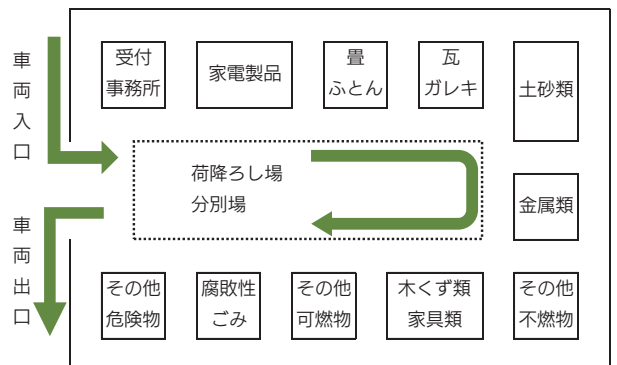 車両入口
受付
事務所
家電製品
畳
ふとん
瓦
ガレキ
土砂類
荷降ろし場
分別場
金属類
車両出口
その他
危険物
腐敗性
ごみ
その他
可燃物
木くず類
家具類
その他
不燃物